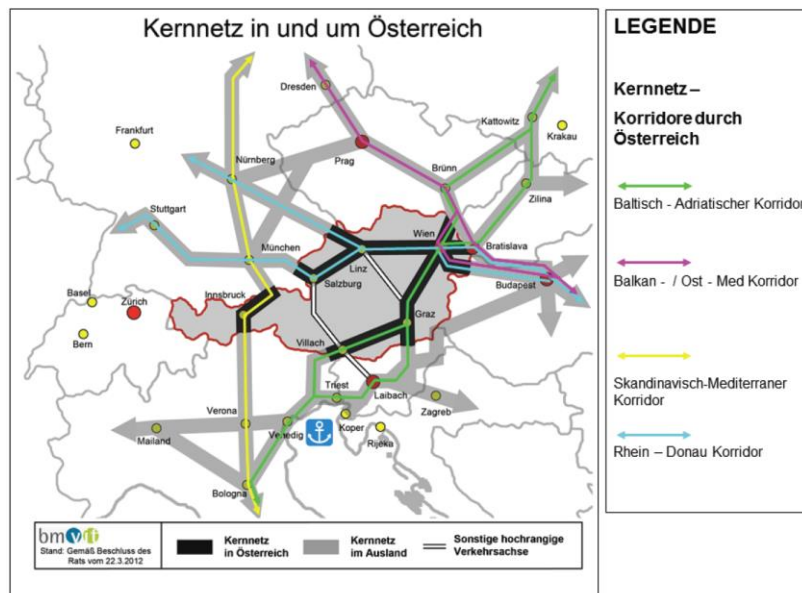 Kernnetz in und um Österreich
Dresden
Kattowitz
Krakau
Frankfurt
Prag
Nürnberg
Brünn
Zilina
Stuttgart
Wien
Bratislava
München
Linz
Salzburg
Budapest
Basel
Zürich
Innsbruck
Bern
Graz
Villach
Triest
Laibach
Zagreb
Verona
Mailand
Venedig
Koper
Rijeka
Bologna
bmvit
Stand: Gemäß Beschluss des
Rats vom 22.3.2012
Kernnetz
in Österreich
Kernnetz
im Ausland
Sonstige hochrangige
Verkehrsachse
LEGENDE
Kernnetz –
Korridore durch
Österreich
Baltisch - Adriatischer Korridor
Balkan - / Ost - Med Korridor
Skandinavisch-Mediterraner
Korridor
Rhein – Donau Korridor